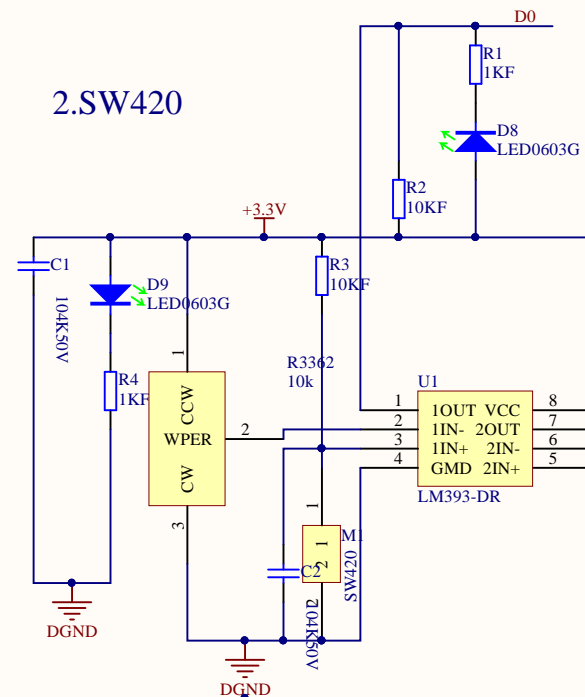 D0
R1
1KF
2.SW420
D8
LED0603G
R2
10KF
+3.3V
C1
104K50V
D9
LED0603G
R3
10KF
R4
1KF
R3362
10k
1
CCW
WPER
2
CW
3
U1
1 1OUT VCC 8
2 1IN- 2OUT 7
3 1IN+ 2IN- 6
4 GMD 2IN+ 5
LM393-DR
1
1
M1
2
2
SW420
C2
104K50V
DGND
DGND